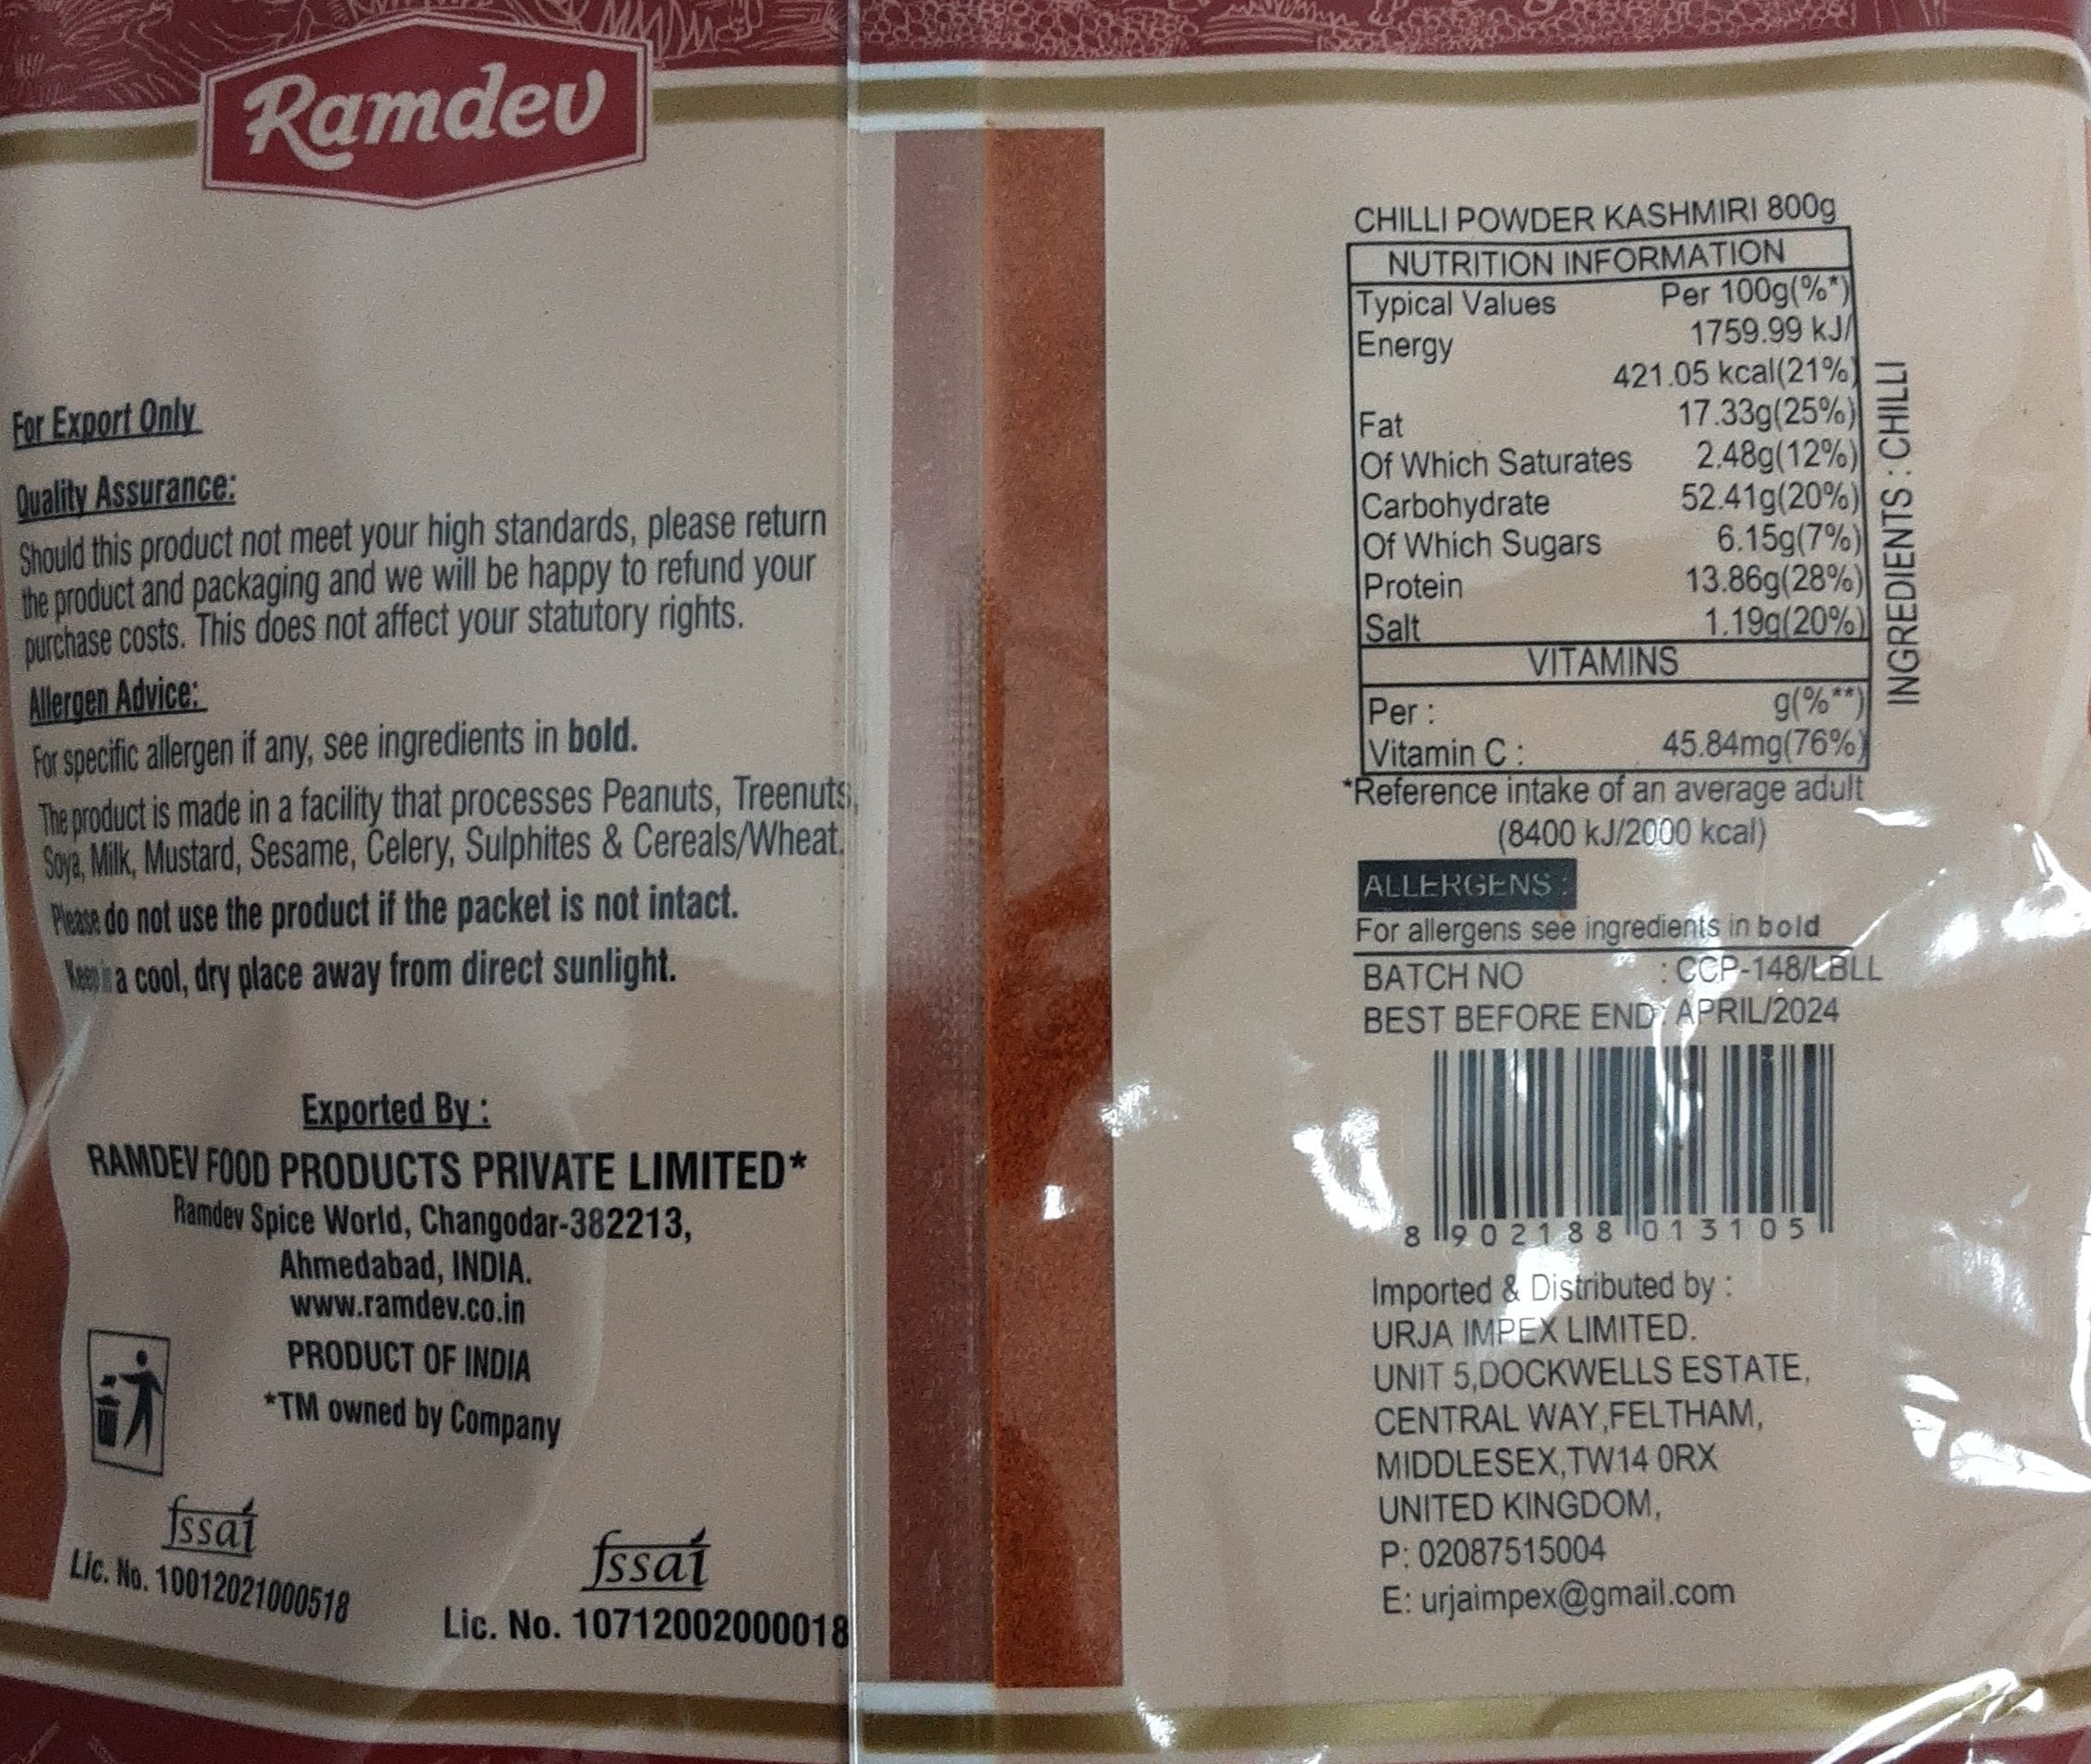 Ramdev
For Export Only
Quality Assurance:
Should this product not meet your high standards, please return
the product and packaging and we will be happy to refund your
purchase costs. This does not affect your statutory rights.
Allergen Advice:
For specific allergen if any, see ingredients in bold.
The product is made in a facility that processes Peanuts, Treenuts,
Soya, Milk, Mustard, Sesame, Celery, Sulphites & Cereals/Wheat.
Please do not use the product if the packet is not intact.
Keep in a cool, dry place away from direct sunlight.
Exported By :
RAMDEV FOOD PRODUCTS PRIVATE LIMITED*
Ramdev Spice World, Changodar-382213,
Ahmedabad, INDIA.
www.ramdev.co.in
PRODUCT OF INDIA
*TM owned by Company
fssai
Lic. No. 10012021000518
fssai
Lic. No. 10712002000018
CHILLI POWDER KASHMIRI 800g
NUTRITION INFORMATION
Typical Values Per 100g(%*)
Energy 1759.99 kJ/
421.05 kcal(21%)
Fat 17.33g(25%)
Of Which Saturates 2.48g(12%)
Carbohydrate 52.41g(20%)
Of Which Sugars 6.15g(7%)
Protein 13.86g(28%)
Salt 1.19g(20%)
VITAMINS
Per : g(%**)
Vitamin C : 45.84mg(76%)
*Reference intake of an average adult
(8400 kJ/2000 kcal)
INGREDIENTS : CHILLI
ALLERGENS :
For allergens see ingredients in bold
BATCH NO : CCP-148/LBLL
BEST BEFORE END: APRIL/2024
8 902188 013105
Imported & Distributed by :
URJA IMPEX LIMITED.
UNIT 5,DOCKWELLS ESTATE,
CENTRAL WAY,FELTHAM,
MIDDLESEX,TW14 0RX
UNITED KINGDOM,
P: 02087515004
E: urjaimpex@gmail.com